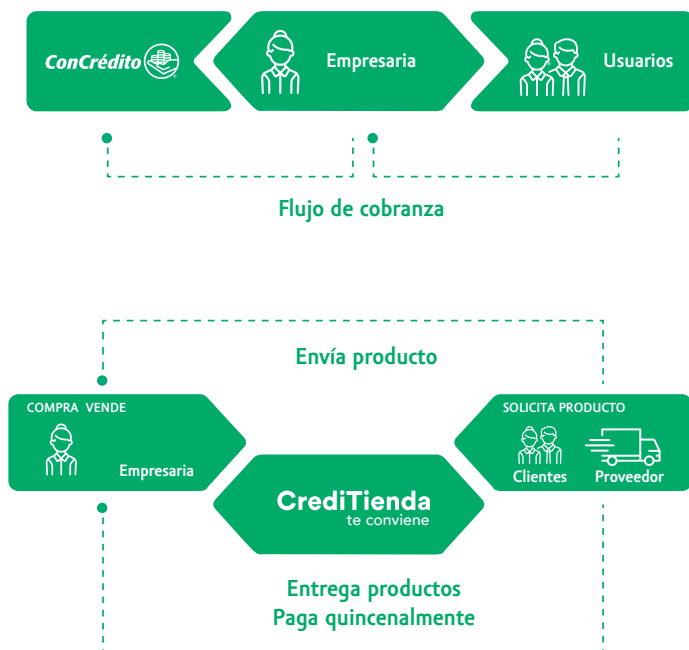 ConCrédito
Empresaria
Usuarios
Flujo de cobranza
Envía producto
COMPRA VENDE
Empresaria
SOLICITA PRODUCTO
Clientes
Proveedor
CrediTienda
te conviene
Entrega productos
Paga quincenalmente